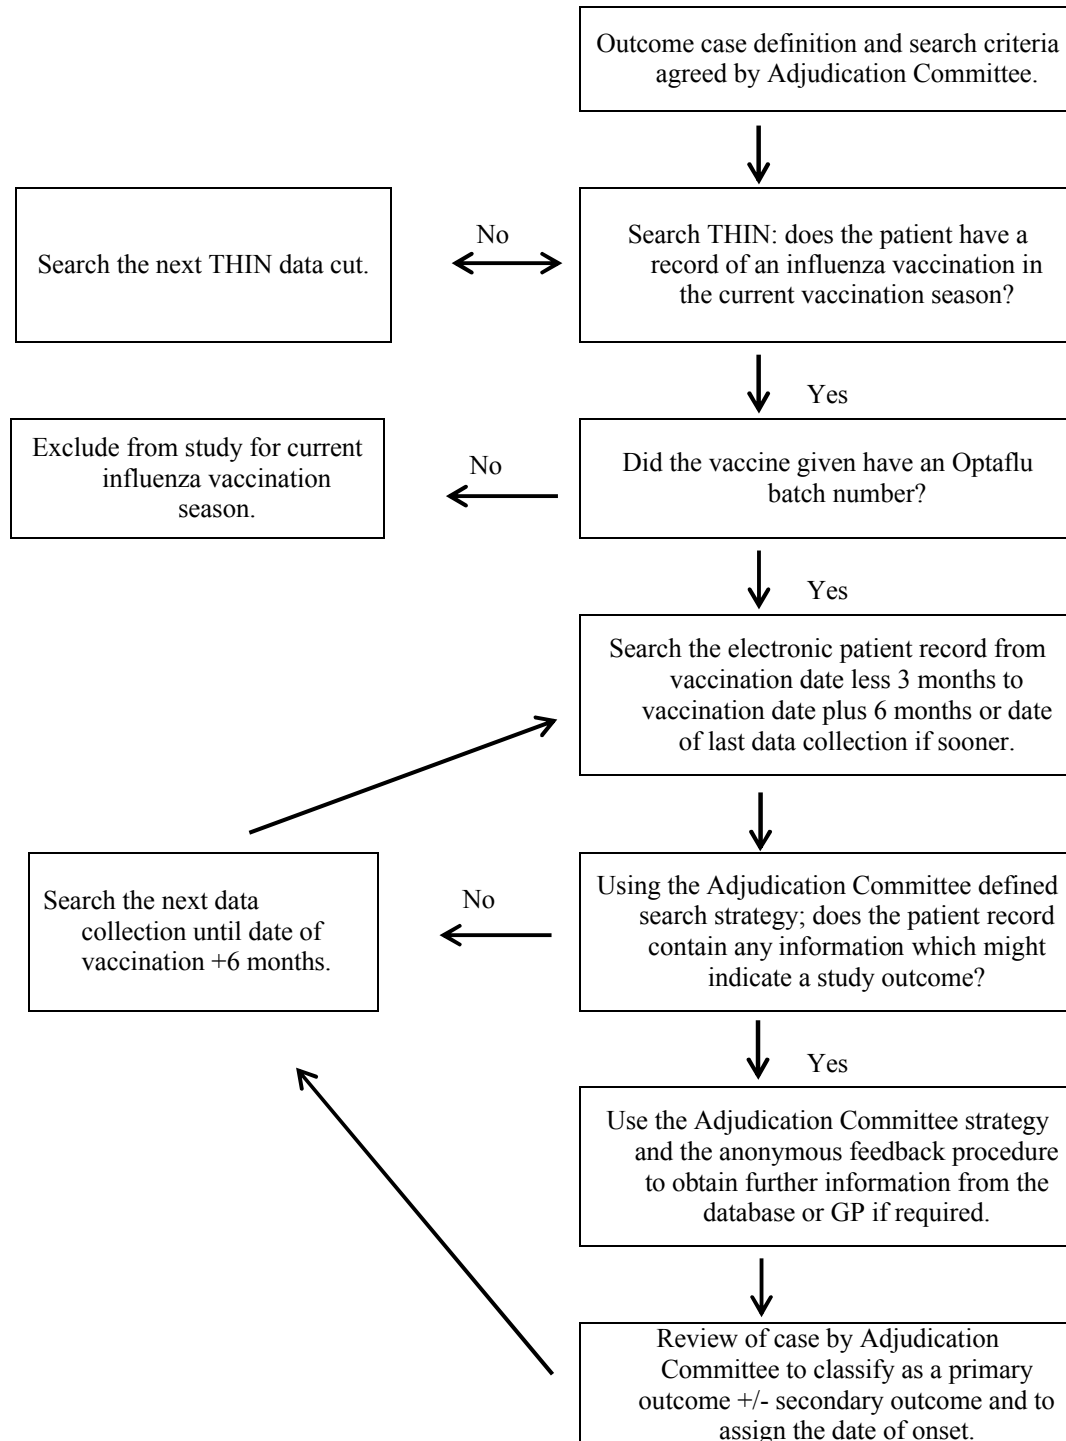 Outcome case definition and search criteria
agreed by Adjudication Committee.
Search the next THIN data cut.
No
Search THIN: does the patient have a
record of an influenza vaccination in
the current vaccination season?
Yes
Exclude from study for current
influenza vaccination
season.
No
Did the vaccine given have an Optaflu
batch number?
Yes
Search the electronic patient record from
vaccination date less 3 months to
vaccination date plus 6 months or date
of last data collection if sooner.
Search the next data
collection until date of
vaccination +6 months.
No
Using the Adjudication Committee defined
search strategy; does the patient record
contain any information which might
indicate a study outcome?
Yes
Use the Adjudication Committee strategy
and the anonymous feedback procedure
to obtain further information from the
database or GP if required.
Review of case by Adjudication
Committee to classify as a primary
outcome +/- secondary outcome and to
assign the date of onset.